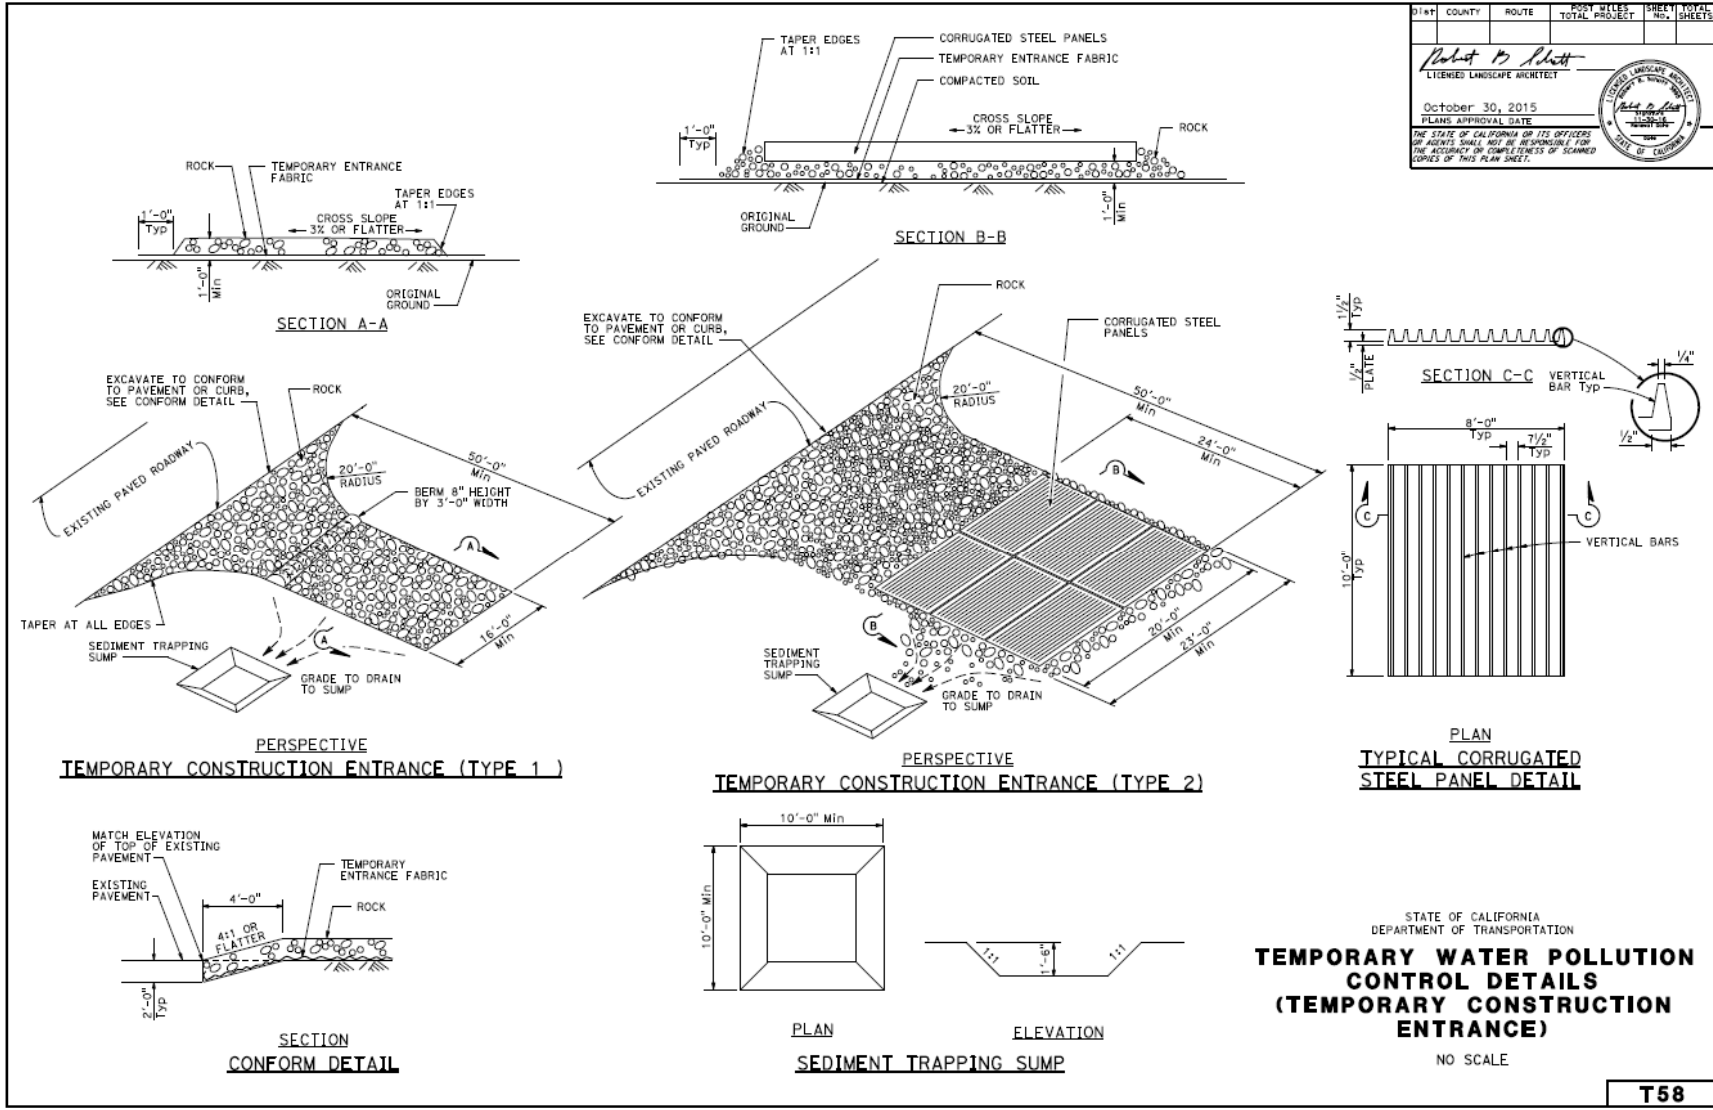 Dist COUNTY ROUTE POST MILES TOTAL PROJECT SHEET No. TOTAL SHEETS
LICENSED LANDSCAPE ARCHITECT
October 30, 2015
PLANS APPROVAL DATE
THE STATE OF CALIFORNIA OR ITS OFFICERS
OR AGENTS SHALL NOT BE RESPONSIBLE FOR
THE ACCURACY OR COMPLETENESS OF SCANNED
COPIES OF THIS PLAN SHEET.
LICENSED LANDSCAPE ARCHITECT
STATE OF CALIFORNIA
ROCK
TEMPORARY ENTRANCE
FABRIC
TAPER EDGES
AT 1:1
1'-0"
Typ
CROSS SLOPE
3% OR FLATTER
1'-0"
Min
ORIGINAL
GROUND
SECTION A-A
TAPER EDGES
AT 1:1
CORRUGATED STEEL PANELS
TEMPORARY ENTRANCE FABRIC
COMPACTED SOIL
1'-0"
Typ
CROSS SLOPE
3% OR FLATTER
ROCK
1'-0"
Min
ORIGINAL
GROUND
SECTION B-B
EXCAVATE TO CONFORM
TO PAVEMENT OR CURB,
SEE CONFORM DETAIL
ROCK
EXISTING PAVED ROADWAY
20'-0"
RADIUS
50'-0"
Min
BERM 8" HEIGHT
BY 3'-0" WIDTH
A
TAPER AT ALL EDGES
SEDIMENT TRAPPING
SUMP
A
16'-0"
Min
GRADE TO DRAIN
TO SUMP
PERSPECTIVE
TEMPORARY CONSTRUCTION ENTRANCE (TYPE 1 )
EXCAVATE TO CONFORM
TO PAVEMENT OR CURB,
SEE CONFORM DETAIL
ROCK
CORRUGATED STEEL
PANELS
EXISTING PAVED ROADWAY
20'-0"
RADIUS
50'-0"
Min
24'-0"
Min
B
B
SEDIMENT
TRAPPING
SUMP
20'-0"
Min
23'-0"
Min
GRADE TO DRAIN
TO SUMP
PERSPECTIVE
TEMPORARY CONSTRUCTION ENTRANCE (TYPE 2)
1½"
Typ
½"
PLATE
SECTION C-C
VERTICAL
BAR Typ
¼"
½"
8'-0"
Typ
7½"
Typ
C
C
VERTICAL BARS
10'-0"
Typ
PLAN
TYPICAL CORRUGATED
STEEL PANEL DETAIL
MATCH ELEVATION
OF TOP OF EXISTING
PAVEMENT
EXISTING
PAVEMENT
4'-0"
4:1 OR
FLATTER
TEMPORARY
ENTRANCE FABRIC
ROCK
2'-0"
Typ
SECTION
CONFORM DETAIL
10'-0" Min
10'-0" Min
1:1
1'-6"
1:1
PLAN
ELEVATION
SEDIMENT TRAPPING SUMP
STATE OF CALIFORNIA
DEPARTMENT OF TRANSPORTATION
TEMPORARY WATER POLLUTION
CONTROL DETAILS
(TEMPORARY CONSTRUCTION
ENTRANCE)
NO SCALE
T58